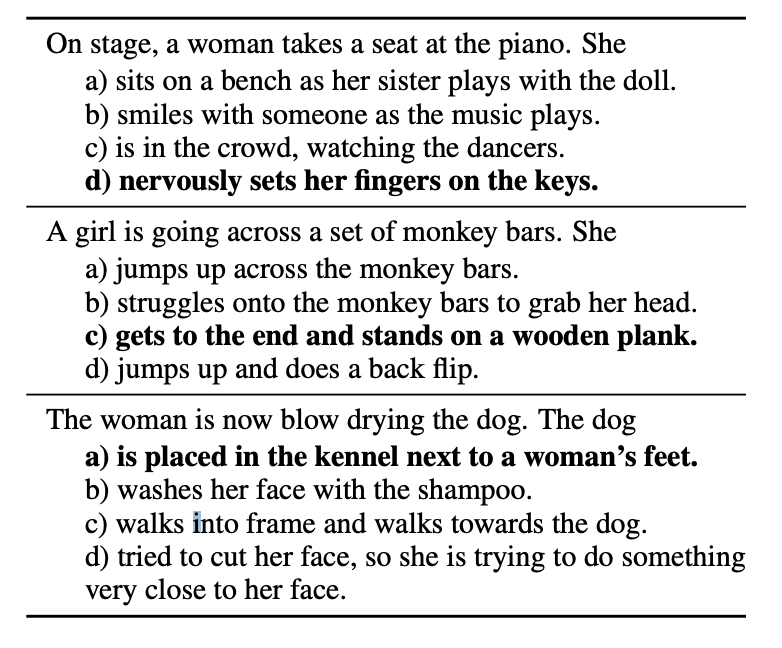 On stage, a woman takes a seat at the piano. She
a) sits on a bench as her sister plays with the doll.
b) smiles with someone as the music plays.
c) is in the crowd, watching the dancers.
d) nervously sets her fingers on the keys.
A girl is going across a set of monkey bars. She
a) jumps up across the monkey bars.
b) struggles onto the monkey bars to grab her head.
c) gets to the end and stands on a wooden plank.
d) jumps up and does a back flip.
The woman is now blow drying the dog. The dog
a) is placed in the kennel next to a woman's feet.
b) washes her face with the shampoo.
c) walks into frame and walks towards the dog.
d) tried to cut her face, so she is trying to do something
very close to her face.